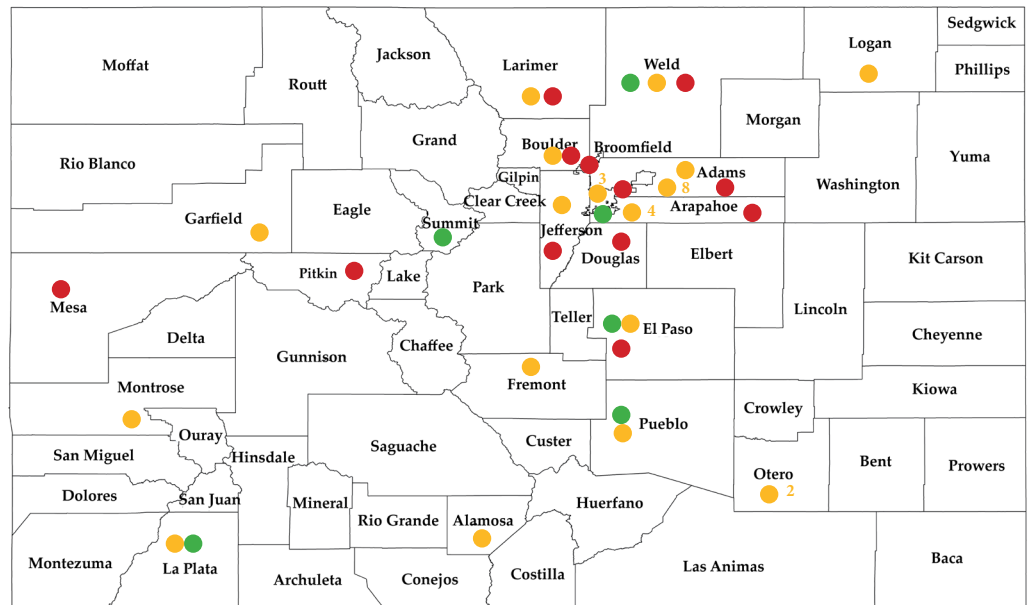 Sedgwick
Jackson
Logan
Moffat
Larimer
Weld
Phillips
Routt
Morgan
Grand
Boulder
Broomfield
Yuma
Rio Blanco
Gilpin
Adams
3
8
Washington
Clear Creek
Eagle
Arapahoe
4
Garfield
Summit
Jefferson
Douglas
Elbert
Kit Carson
Pitkin
Lake
Park
Mesa
Lincoln
Teller
El Paso
Delta
Cheyenne
Chaffee
Gunnison
Fremont
Montrose
Kiowa
Crowley
Pueblo
Ouray
Custer
Saguache
San Miguel
Hinsdale
Bent
Prowers
Otero
2
Dolores
San Juan
Mineral
Huerfano
Rio Grande
Alamosa
Montezuma
La Plata
Las Animas
Baca
Archuleta
Conejos
Costilla